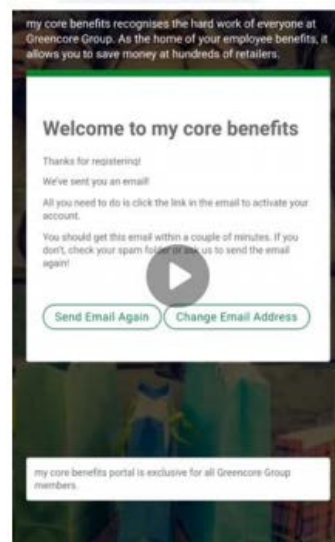 my core benefits recognises the hard work of everyone at
Greencore Group. As the home of your employee benefits, it
allows you to save money at hundreds of retailers.
Welcome to my core benefits
Thanks for registering!
We've sent you an email!
All you need to do is click the link in the email to activate your
account.
You should get this email within a couple of minutes. If you
don't, check your spam folder or ask us to send the email
again!
Send Email Again
Change Email Address
my core benefits portal is exclusive for all Greencore Group
members.